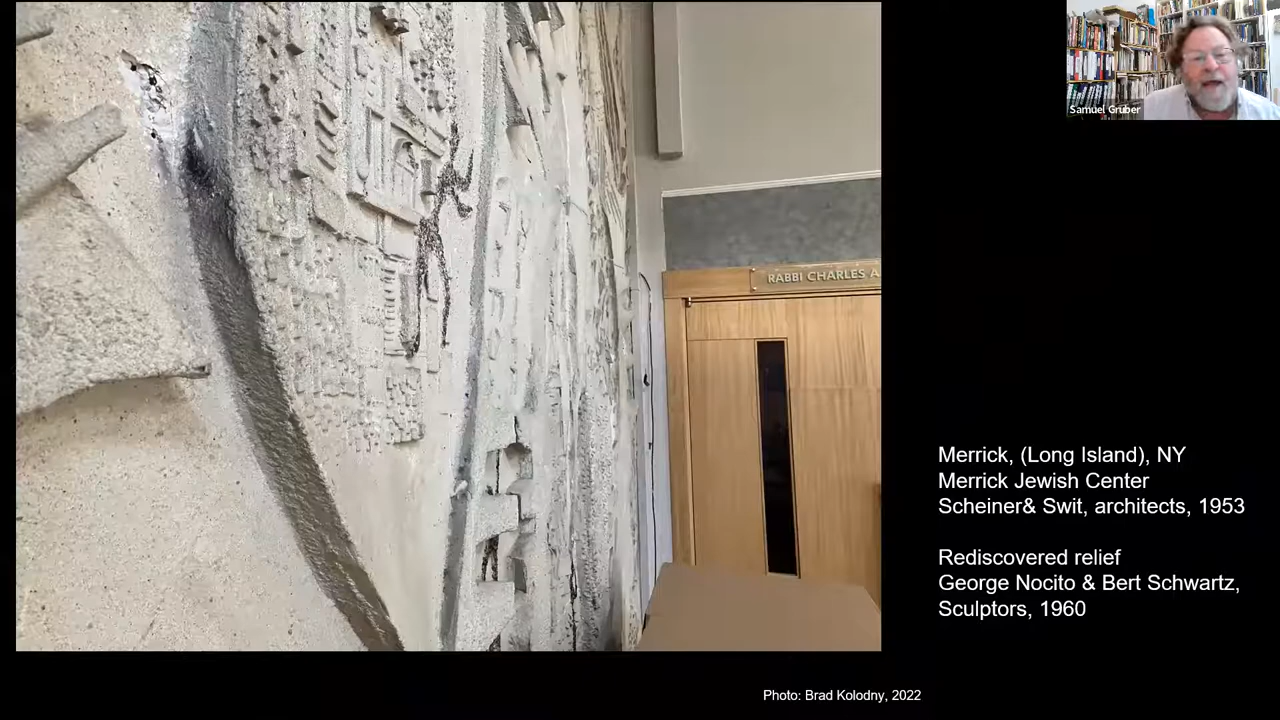 Samuel Gruber
RABBI CHARLES A
Merrick, (Long Island), NY
Merrick Jewish Center
Scheiner& Swit, architects, 1953
Rediscovered relief
George Nocito & Bert Schwartz,
Sculptors, 1960
Photo: Brad Kolodny, 2022